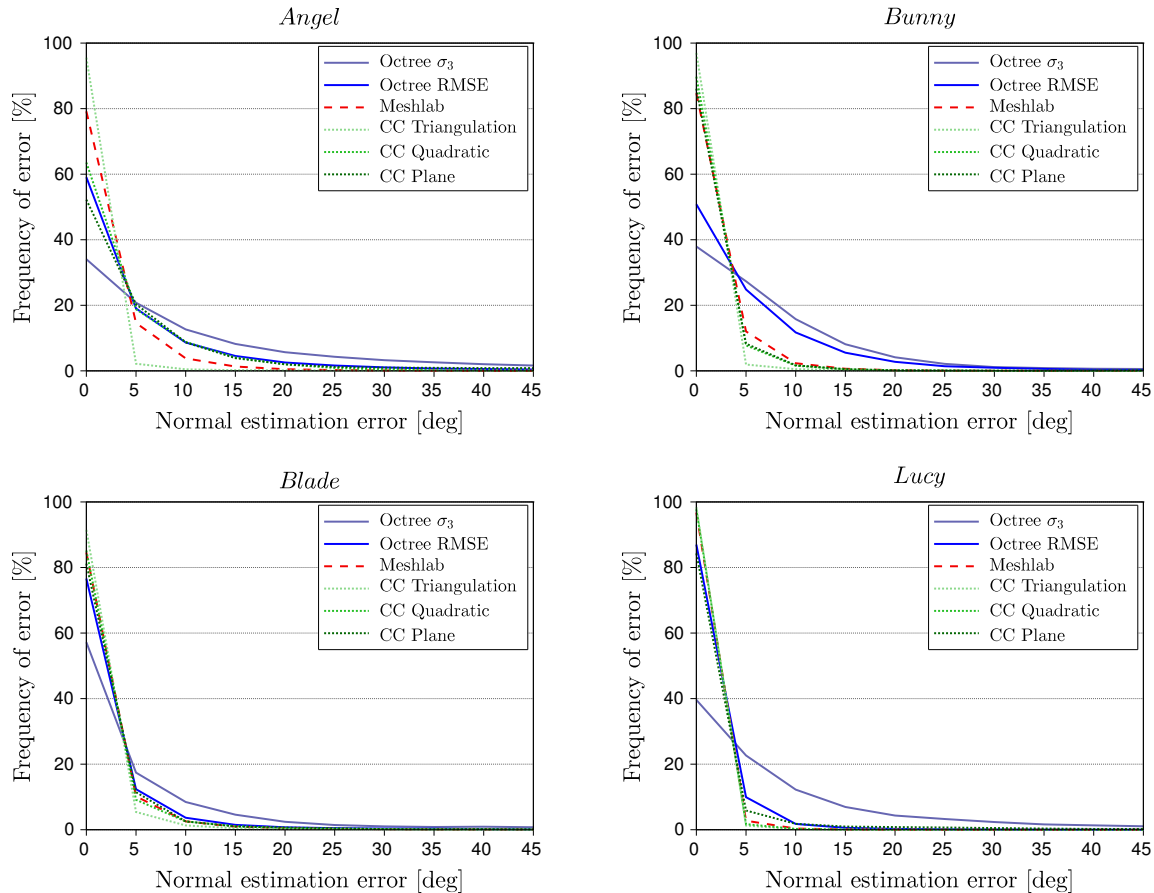 Angel
100
80
60
40
20
0
Frequency of error [%]
Octree σ3
Octree RMSE
Meshlab
CC Triangulation
CC Quadratic
CC Plane
0 5 10 15 20 25 30 35 40 45
Normal estimation error [deg]
Bunny
100
80
60
40
20
0
Frequency of error [%]
Octree σ3
Octree RMSE
Meshlab
CC Triangulation
CC Quadratic
CC Plane
0 5 10 15 20 25 30 35 40 45
Normal estimation error [deg]
Blade
100
80
60
40
20
0
Frequency of error [%]
Octree σ3
Octree RMSE
Meshlab
CC Triangulation
CC Quadratic
CC Plane
0 5 10 15 20 25 30 35 40 45
Normal estimation error [deg]
Lucy
100
80
60
40
20
0
Frequency of error [%]
Octree σ3
Octree RMSE
Meshlab
CC Triangulation
CC Quadratic
CC Plane
0 5 10 15 20 25 30 35 40 45
Normal estimation error [deg]